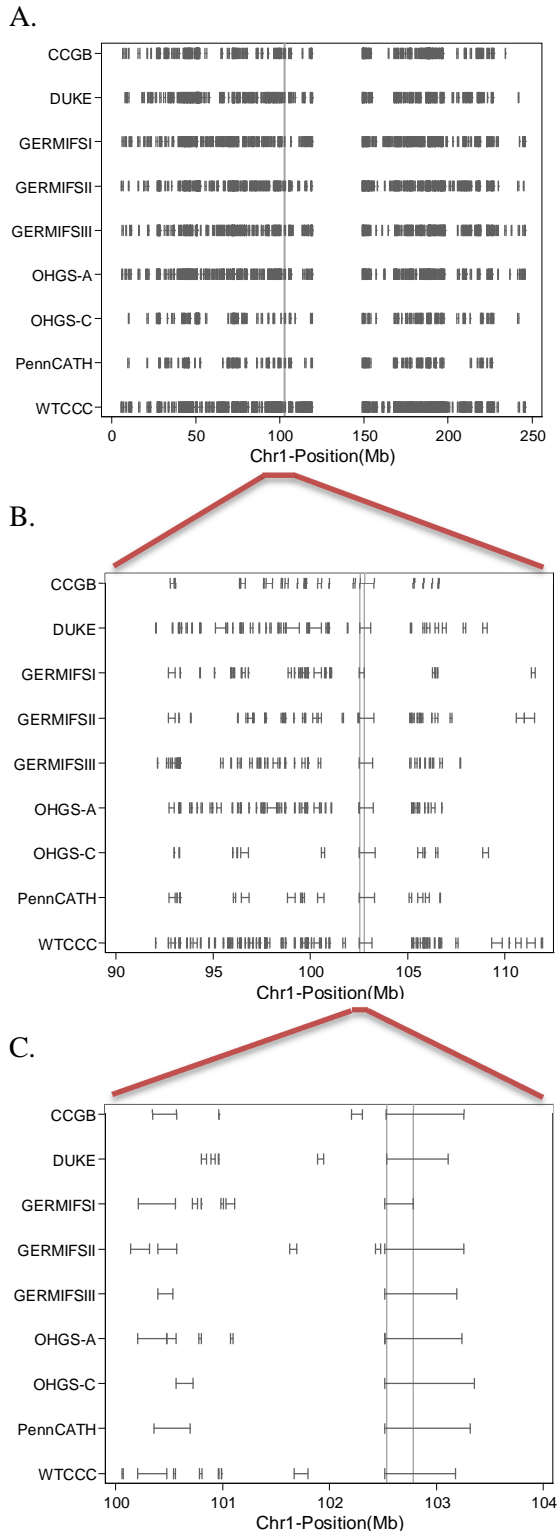 A.
CCGB
DUKE
GERMIFSI
GERMIFSII
GERMIFSIII
OHGS-A
OHGS-C
PennCATH
WTCCC
0 50 100 150 200 250
Chr1-Position(Mb)
B.
CCGB
DUKE
GERMIFSI
GERMIFSII
GERMIFSIII
OHGS-A
OHGS-C
PennCATH
WTCCC
90 95 100 105 110
Chr1-Position(Mb)
C.
CCGB
DUKE
GERMIFSI
GERMIFSII
GERMIFSIII
OHGS-A
OHGS-C
PennCATH
WTCCC
100 101 102 103 104
Chr1-Position(Mb)